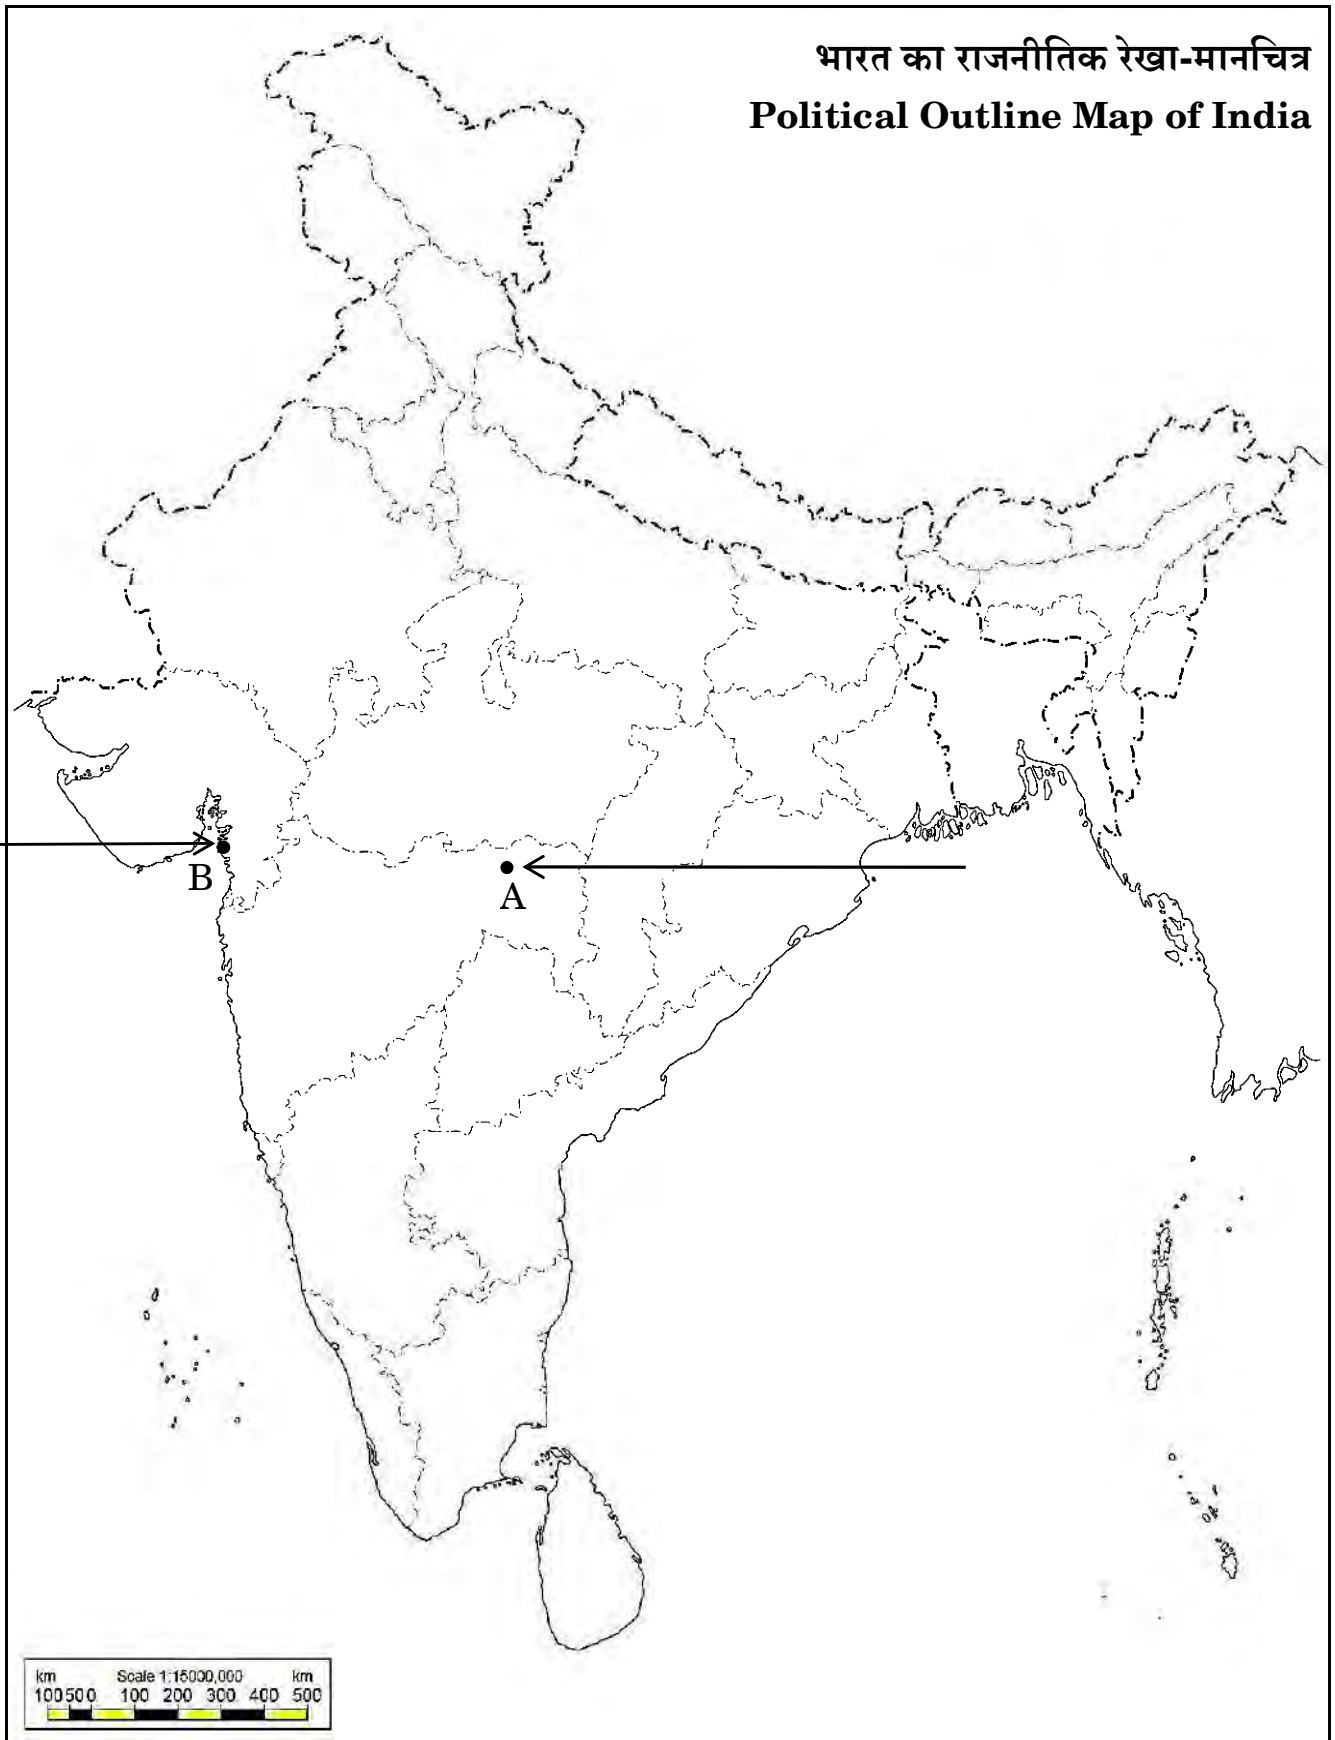 भारत का राजनीतिक रेखा-मानचित्र
Political Outline Map of India
B
A
km Scale 1:15000,000 km
100 50 0 100 200 300 400 500